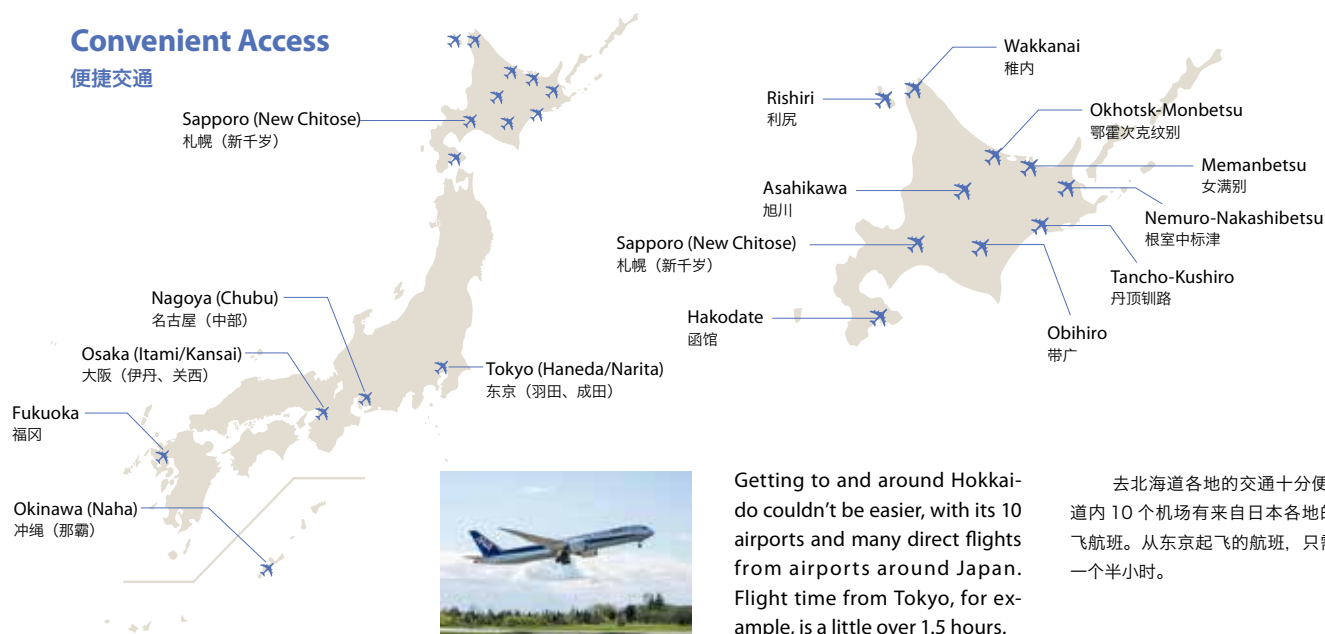 Convenient Access
便捷交通
Sapporo (New Chitose)
札幌（新千岁）
Nagoya (Chubu)
名古屋（中部）
Osaka (Itami/Kansai)
大阪（伊丹、关西）
Tokyo (Haneda/Narita)
东京（羽田、成田）
Fukuoka
福冈
Okinawa (Naha)
冲绳（那霸）
Wakkanai
稚内
Rishiri
利尻
Okhotsk-Monbetsu
鄂霍次克纹别
Memanbetsu
女满别
Asahikawa
旭川
Nemuro-Nakashibetsu
根室中标津
Sapporo (New Chitose)
札幌（新千岁）
Tancho-Kushiro
丹顶钏路
Hakodate
函馆
Obihiro
带广
Getting to and around Hokkai-
do couldn't be easier, with its 10
airports and many direct flights
from airports around Japan.
Flight time from Tokyo, for ex-
ample, is a little over 1.5 hours.
去北海道各地的交通十分便
道内 10 个机场有来自日本各地的
飞航班。从东京起飞的航班，只需
一个半小时。